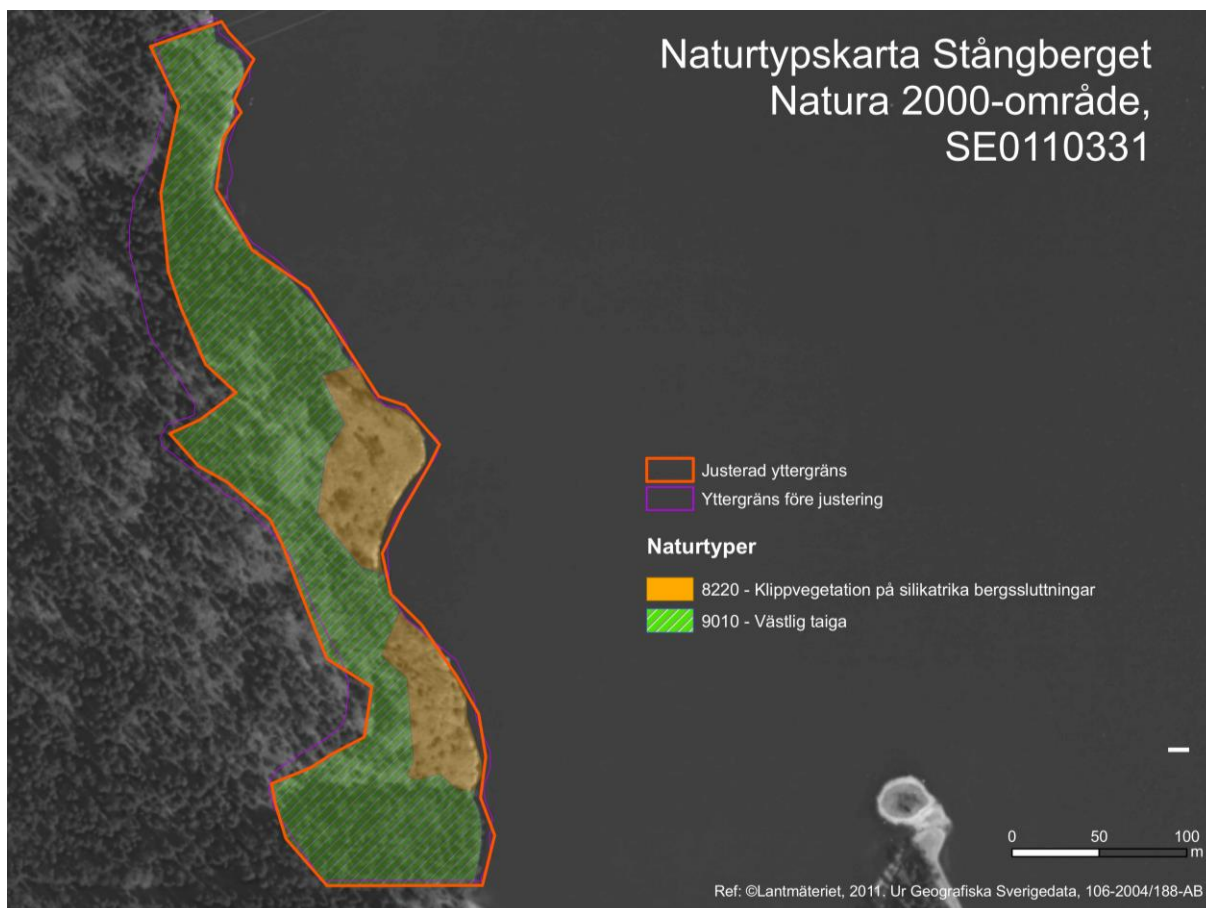 Naturtypskarta Stångberget
Natura 2000-område,
SE0110331
Justerad yttergräns
Yttergräns före justering
Naturtyper
8220 - Klippvegetation på silikatrika bergssluttningar
9010 - Västlig taiga
0 50 100
m
Ref: ©Lantmäteriet, 2011. Ur Geografiska Sverigedata, 106-2004/188-AB